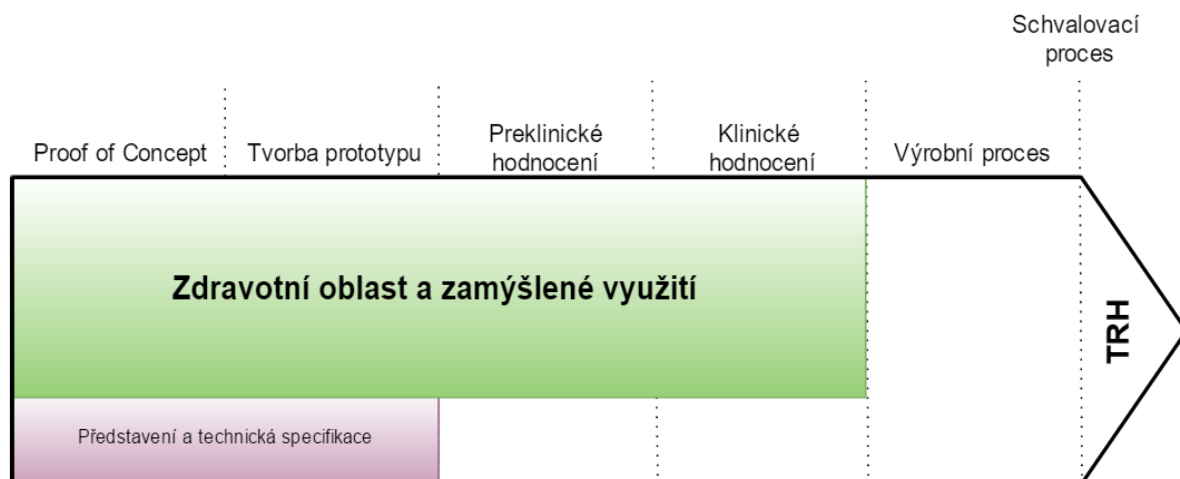 Schvalovací
proces
Proof of Concept
Tvorba prototypu
Preklinické
hodnocení
Klinické
hodnocení
Výrobní proces
Zdravotní oblast a zamýšlené využití
TRH
Představení a technická specifikace